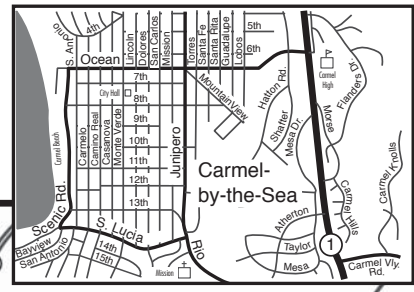 4th
S. Ant
Lincoln
Dolores
San Carlos
Mission
Torres
Santa Fe
Santa Rita
Guadalupe
Lobos
5th
6th
Ocean
7th
City Hall
8th
9th
10th
11th
12th
13th
Mountain View
Hatton Rd.
Shafter
Mesa Dr.
Carmel
High
Flanders Dr.
Morse
Carmel Beach
Carmelo
Camino Real
Casanova
Monte Verde
Junipero
Carmel-
by-the-Sea
Carmel Knolls
Carmel Hills
Scenic Rd.
S. Lucia
Rio
Atherton
Taylor
Mesa
1
Carmel Vly.
Rd.
Bayview
San Antonio
14th
15th
Mission